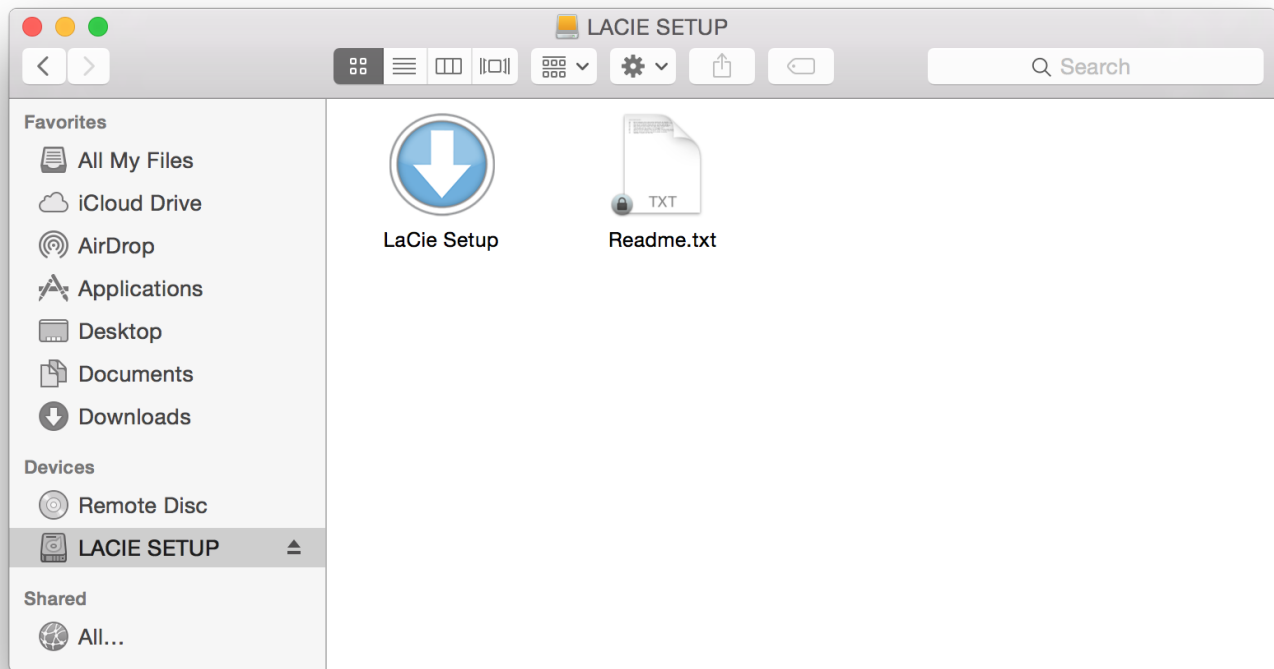 LACIE SETUP
Search
Favorites
All My Files
iCloud Drive
AirDrop
Applications
Desktop
Documents
Downloads
Devices
Remote Disc
LACIE SETUP
Shared
All...
TXT
LaCie Setup
Readme.txt